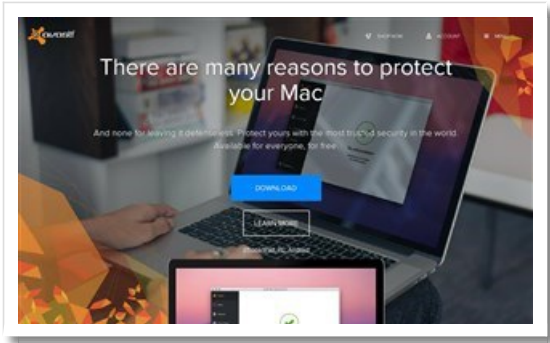 avast!
SHOP NOW
ACCOUNT
MENU
There are many reasons to protect
your Mac
And none for leaving it defenseless. Protect yours with the most trusted security in the world.
Available for everyone, for free.
DOWNLOAD
LEARN MORE